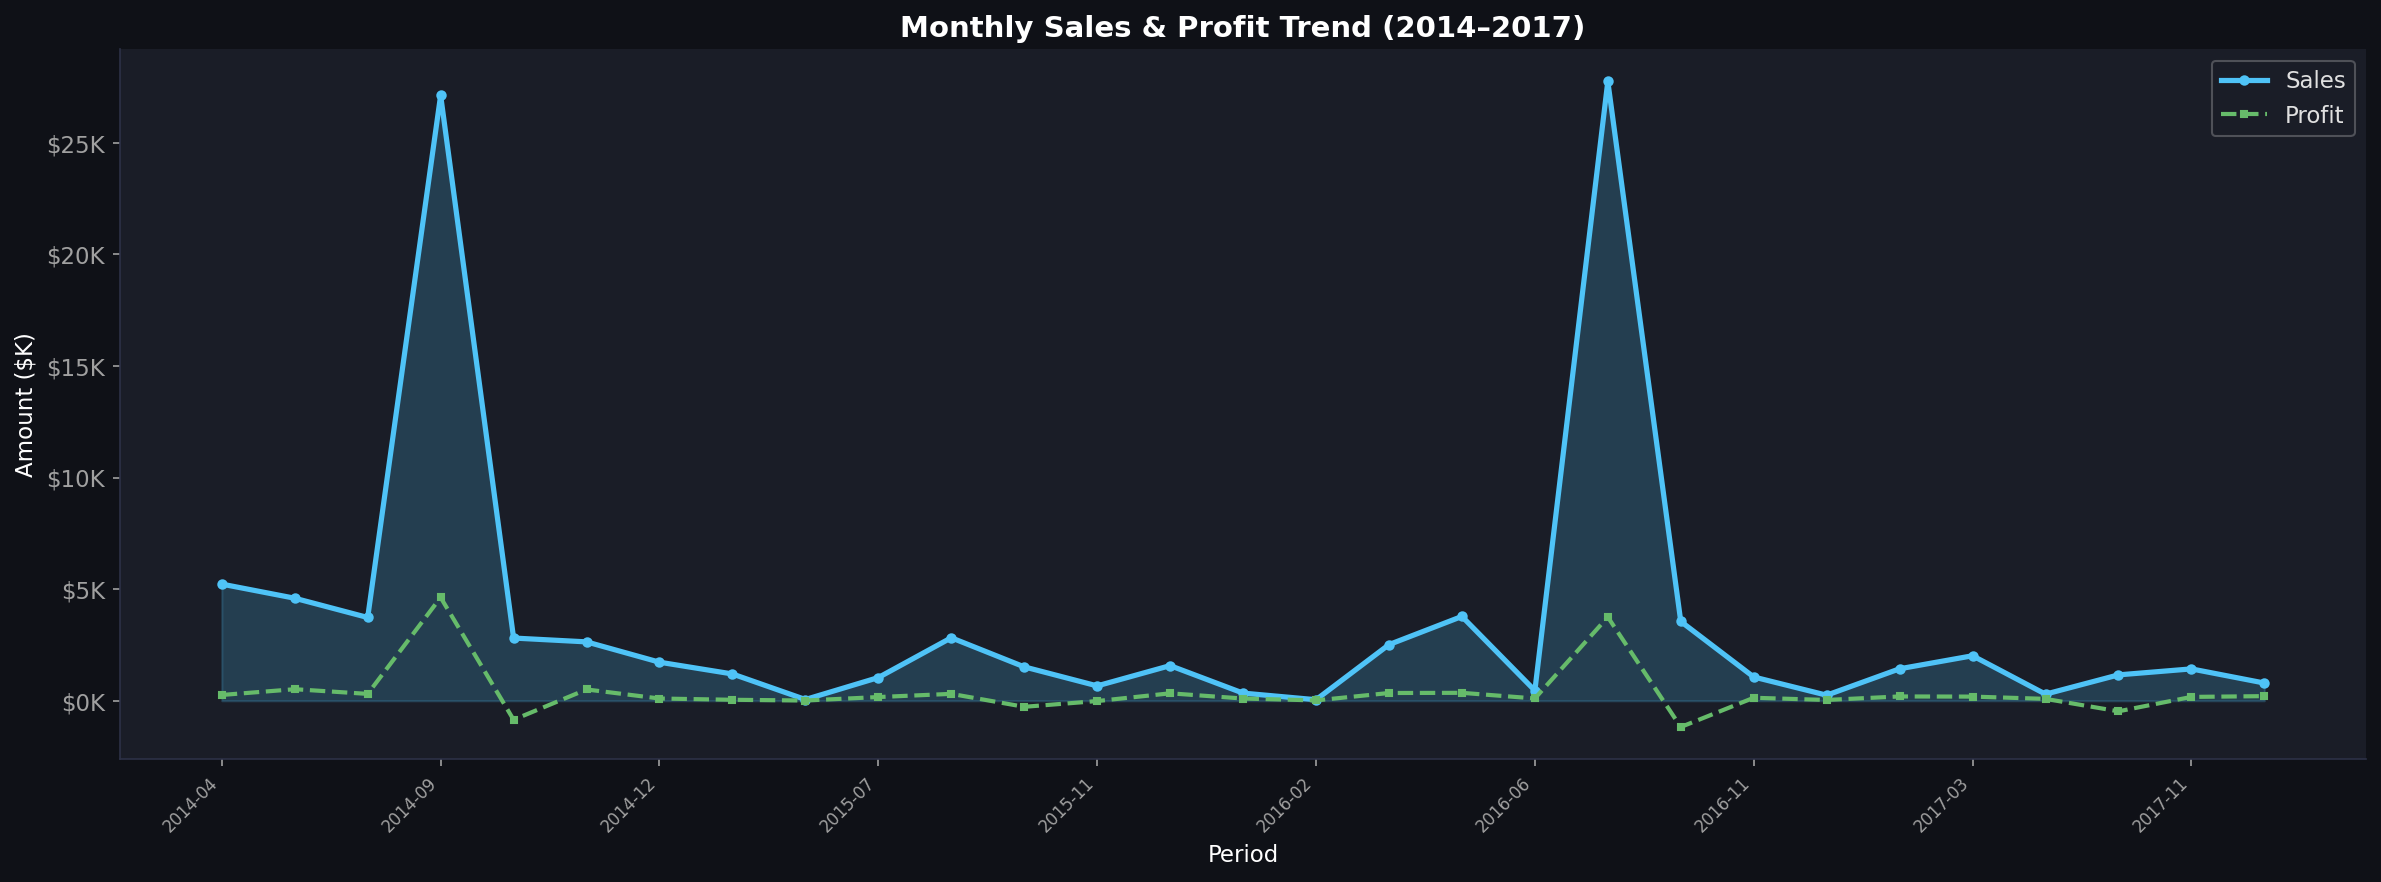 Monthly Sales & Profit Trend (2014–2017)
Sales
Profit
$25K
$20K
$15K
$10K
$5K
$0K
Amount ($K)
2014-04
2014-09
2014-12
2015-07
2015-11
2016-02
2016-06
2016-11
2017-03
2017-11
Period